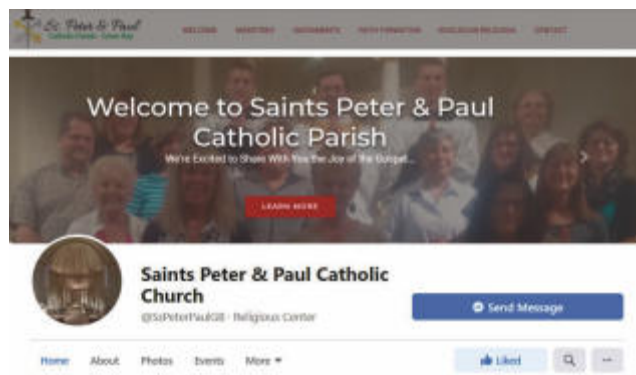 Ss. Peter & Paul
WELCOME MINISTRIES SACRAMENTS FAITH FORMATION CONTACT
Welcome to Saints Peter & Paul
Catholic Parish
We're Excited to Share With You the Joy of the Gospel...
LEARN MORE
Saints Peter & Paul Catholic
Church
@SsPeterPaulGB · Religious Center
Send Message
Home About Photos Events More
Liked